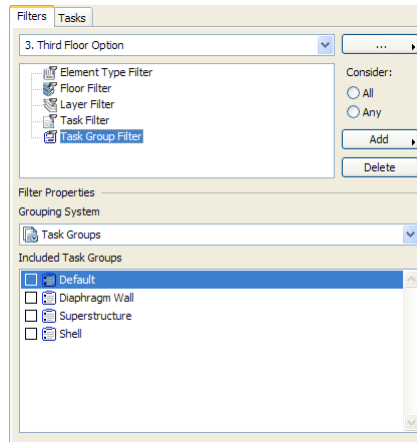 Filters Tasks
3. Third Floor Option ...
Element Type Filter
Floor Filter
Layer Filter
Task Filter
Task Group Filter
Consider:
All
Any
Add
Delete
Filter Properties
Grouping System
Task Groups
Included Task Groups
Default
Diaphragm Wall
Superstructure
Shell